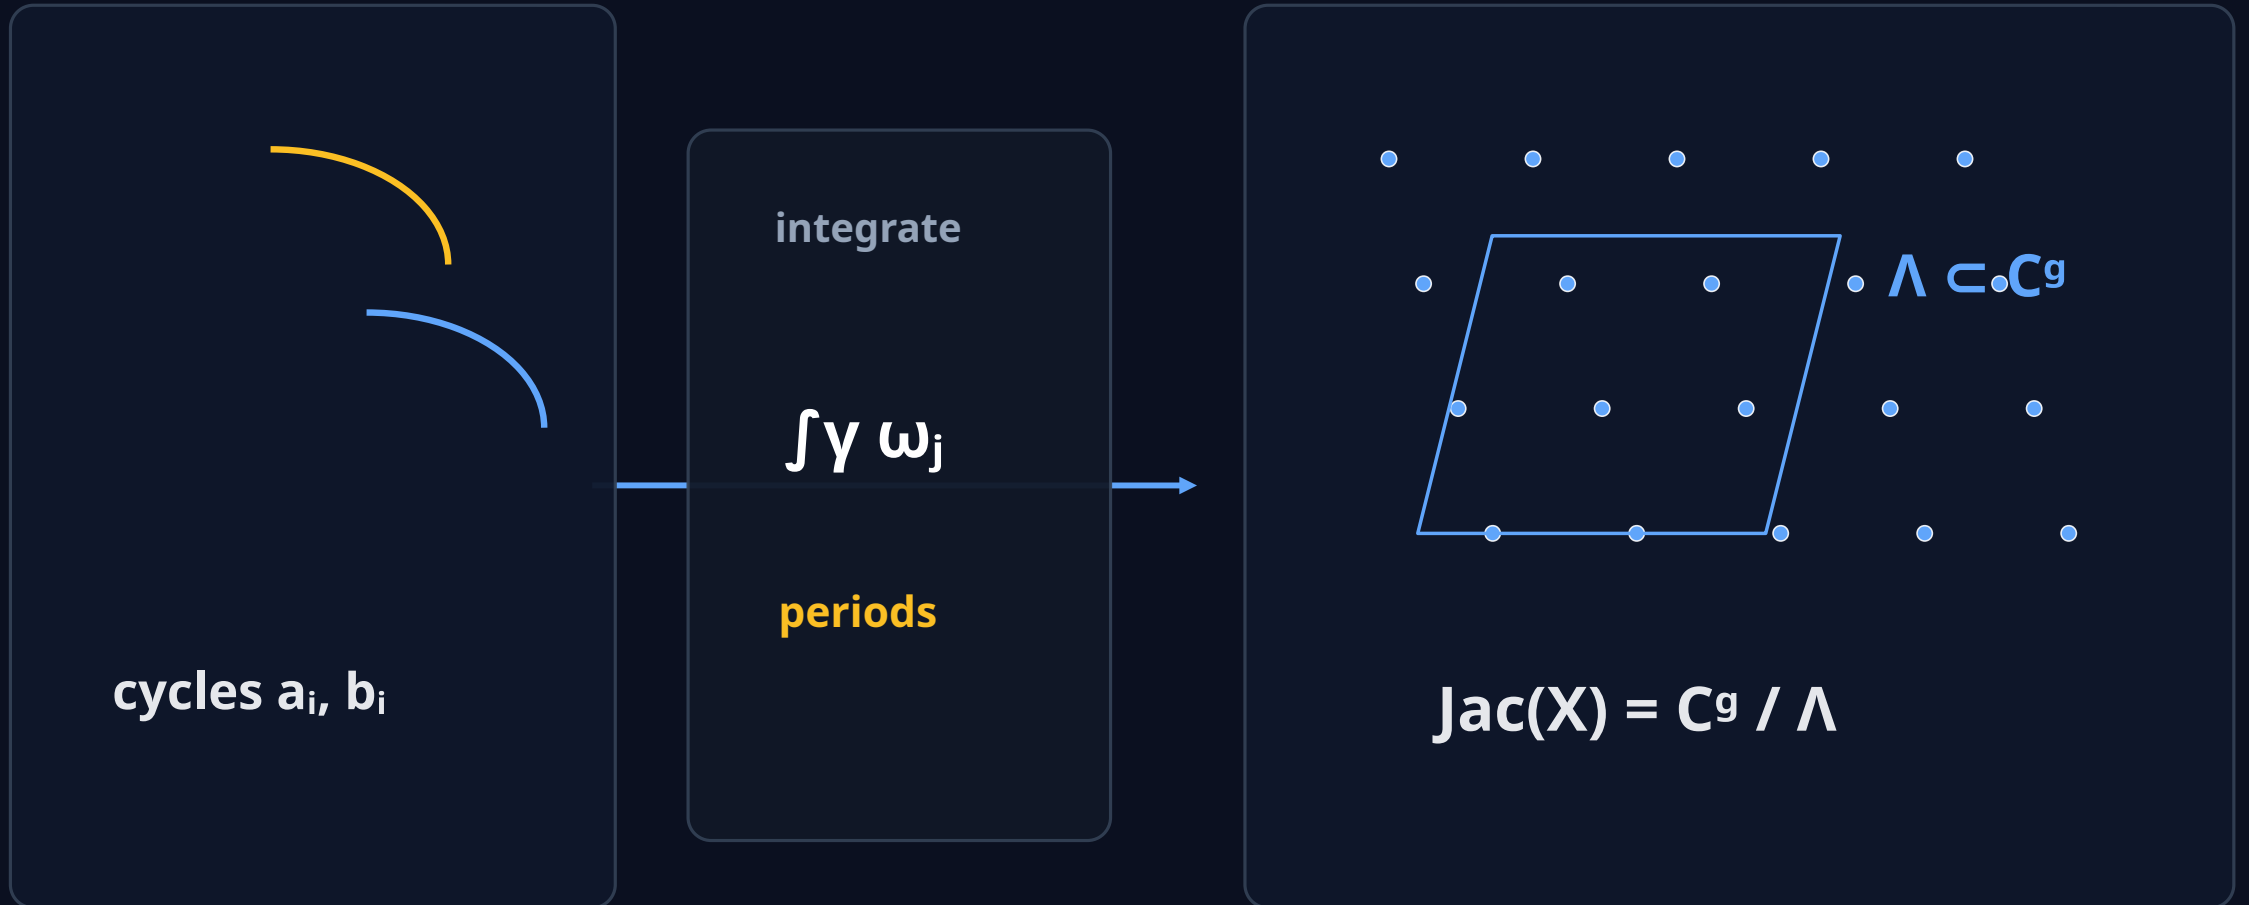 cycles aᵢ, bᵢ
integrate
∫γ ωⱼ
periods
Λ ⊂ Cᵍ
Jac(X) = Cᵍ / Λ